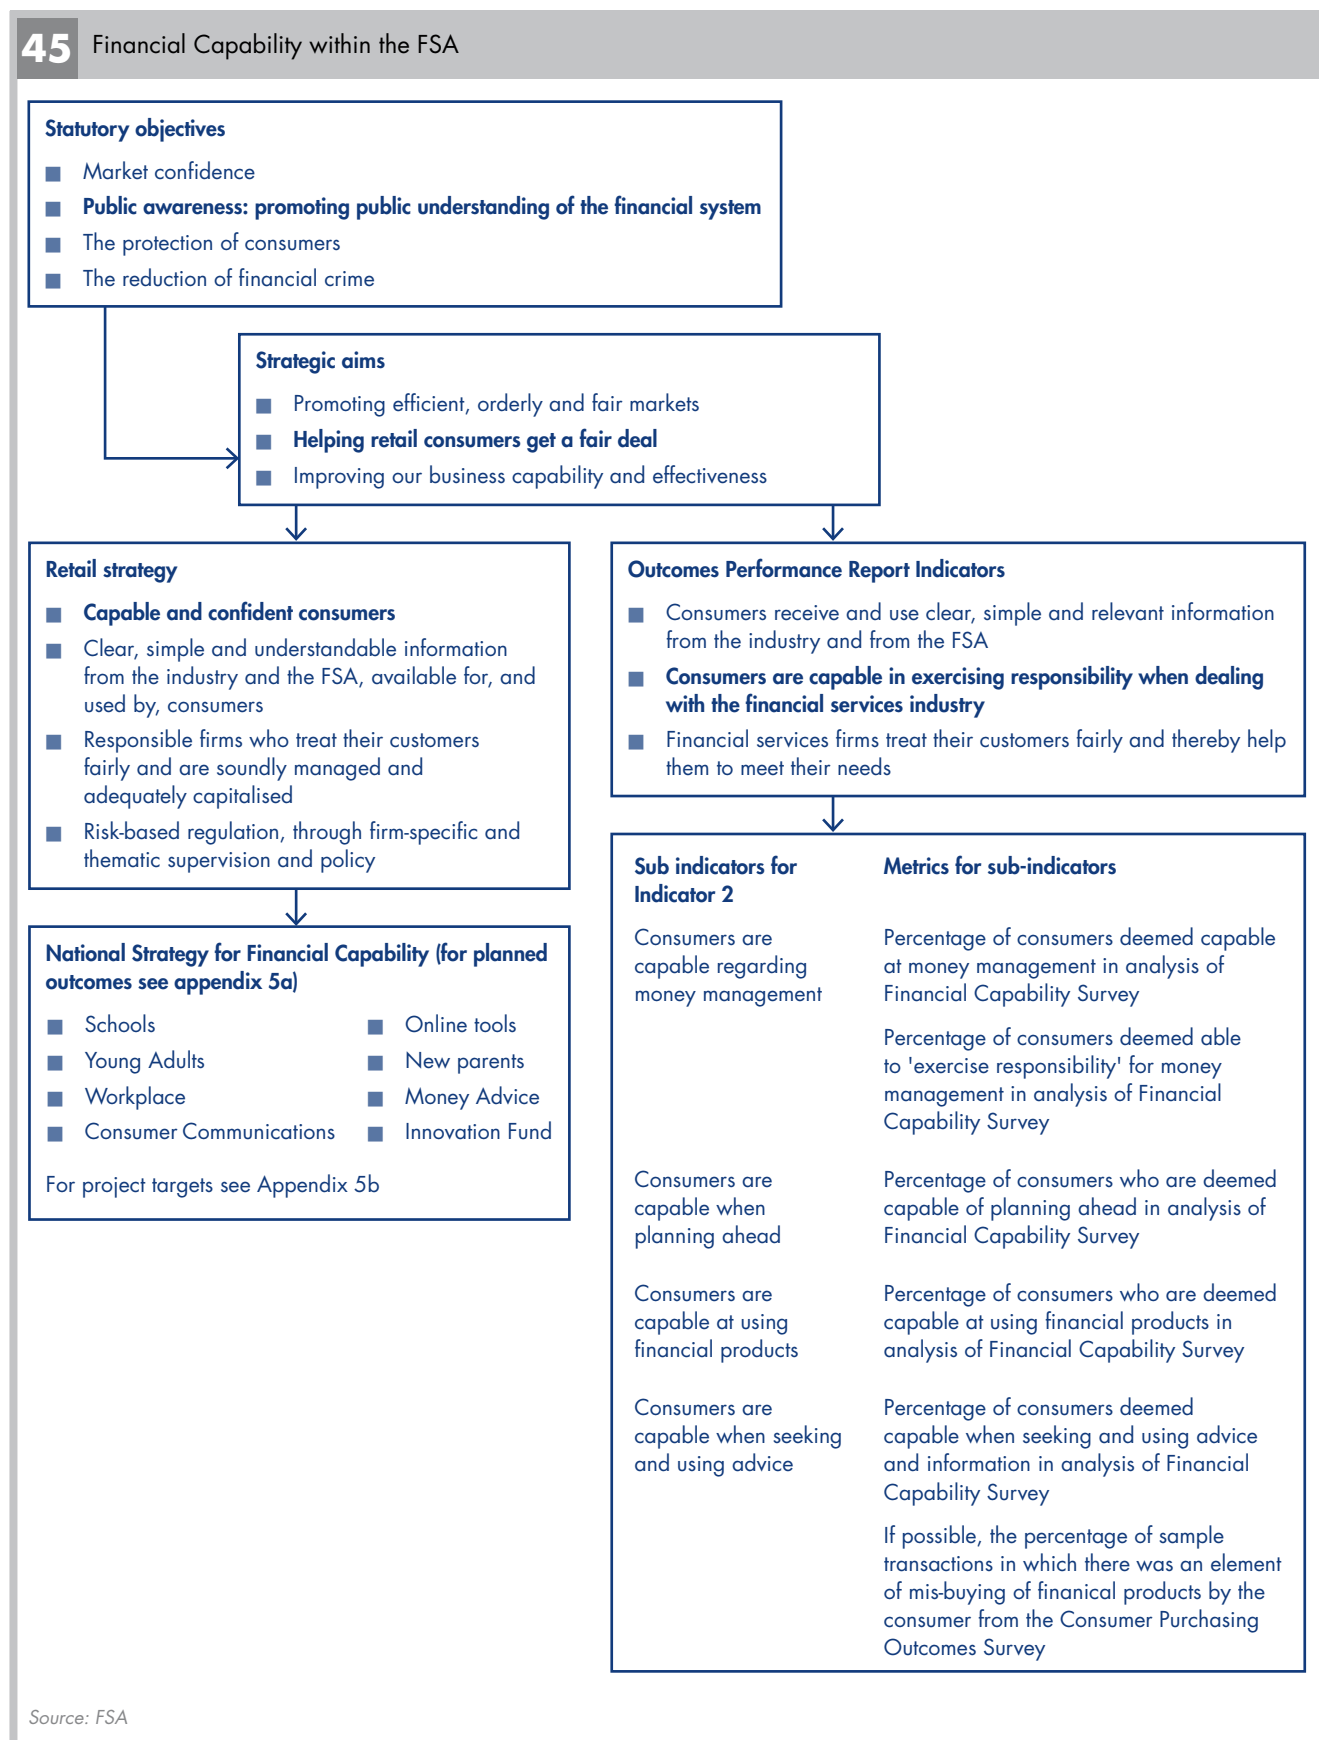 45 Financial Capability within the FSA
Statutory objectives
Market confidence
Public awareness: promoting public understanding of the financial system
The protection of consumers
The reduction of financial crime
Strategic aims
Promoting efficient, orderly and fair markets
Helping retail consumers get a fair deal
Improving our business capability and effectiveness
Retail strategy
Capable and confident consumers
Clear, simple and understandable information
from the industry and the FSA, available for, and
used by, consumers
Responsible firms who treat their customers
fairly and are soundly managed and
adequately capitalised
Risk-based regulation, through firm-specific and
thematic supervision and policy
National Strategy for Financial Capability (for planned
outcomes see appendix 5a)
Schools
Young Adults
Workplace
Consumer Communications
Online tools
New parents
Money Advice
Innovation Fund
For project targets see Appendix 5b
Outcomes Performance Report Indicators
Consumers receive and use clear, simple and relevant information
from the industry and from the FSA
Consumers are capable in exercising responsibility when dealing
with the financial services industry
Financial services firms treat their customers fairly and thereby help
them to meet their needs
Sub indicators for
Indicator 2
Metrics for sub-indicators
Consumers are
capable regarding
money management
Percentage of consumers deemed capable
at money management in analysis of
Financial Capability Survey
Percentage of consumers deemed able
to 'exercise responsibility' for money
management in analysis of Financial
Capability Survey
Consumers are
capable when
planning ahead
Percentage of consumers who are deemed
capable of planning ahead in analysis of
Financial Capability Survey
Consumers are
capable at using
financial products
Percentage of consumers who are deemed
capable at using financial products in
analysis of Financial Capability Survey
Consumers are
capable when seeking
and using advice
Percentage of consumers deemed
capable when seeking and using advice
and information in analysis of Financial
Capability Survey
If possible, the percentage of sample
transactions in which there was an element
of mis-buying of finanical products by the
consumer from the Consumer Purchasing
Outcomes Survey
Source: FSA